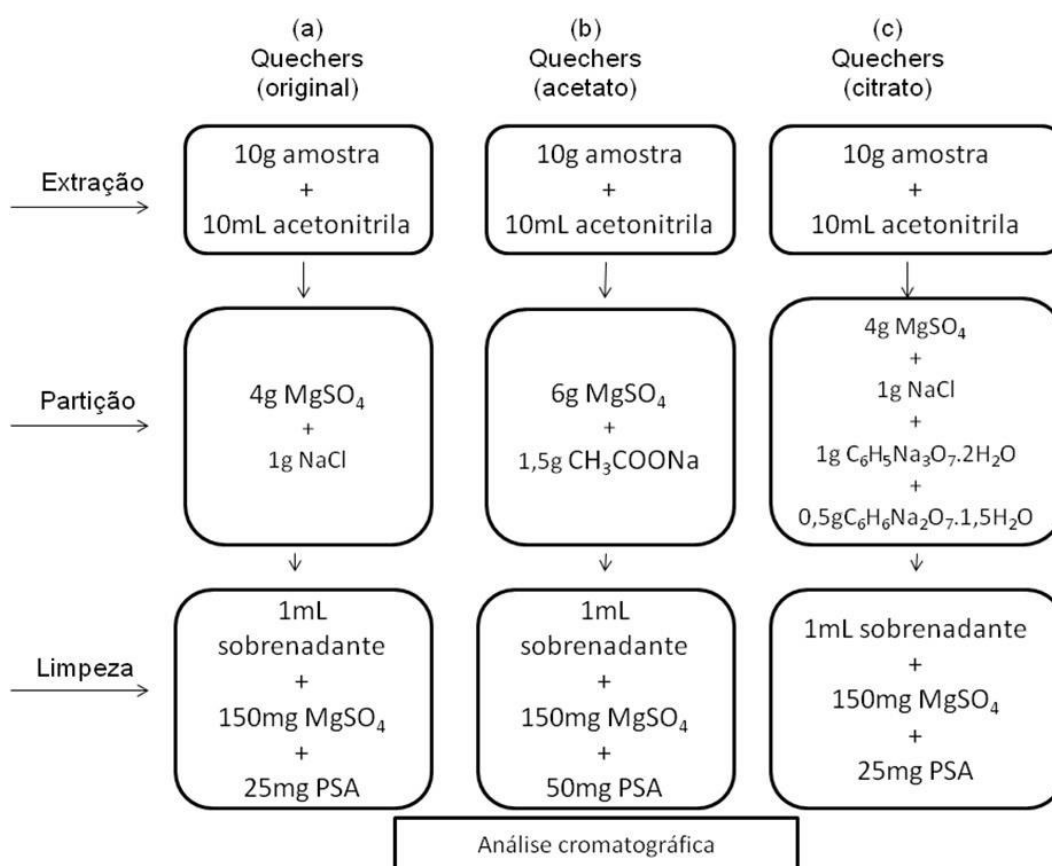 (a)
Quechers
(original)
(b)
Quechers
(acetato)
(c)
Quechers
(citrato)
Extração
10g amostra
+
10mL acetonitrila
10g amostra
+
10mL acetonitrila
10g amostra
+
10mL acetonitrila
Partição
4g MgSO₄
+
1g NaCl
6g MgSO₄
+
1,5g CH₃COONa
4g MgSO₄
+
1g NaCl
+
1g C₆H₅Na₃O₇.2H₂O
+
0,5gC₆H₆Na₂O₇.1,5H₂O
Limpeza
1mL
sobrenadante
+
150mg MgSO₄
+
25mg PSA
1mL
sobrenadante
+
150mg MgSO₄
+
50mg PSA
1mL sobrenadante
+
150mg MgSO₄
+
25mg PSA
Análise cromatográfica